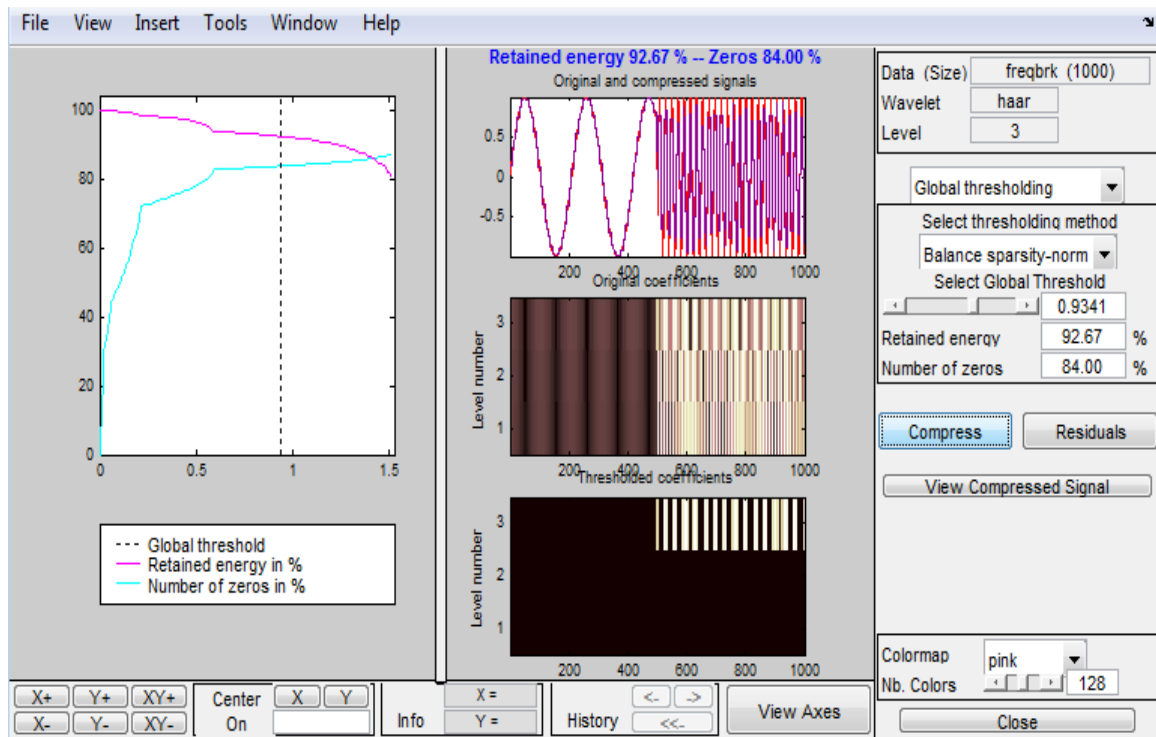 File View Insert Tools Window Help
100
80
60
40
20
0
0 0.5 1 1.5
Global threshold
Retained energy in %
Number of zeros in %
Retained energy 92.67 % -- Zeros 84.00 %
Original and compressed signals
0.5
0
-0.5
200 400 600 800 1000
Original coefficients
Level number
3
2
1
200 400 600 800 1000
Thresholded coefficients
Level number
3
2
1
200 400 600 800 1000
Data (Size) freqbrk (1000)
Wavelet haar
Level 3
Global thresholding
Select thresholding method
Balance sparsity-norm
Select Global Threshold
0.9341
Retained energy 92.67 %
Number of zeros 84.00 %
Compress Residuals
View Compressed Signal
Colormap pink
Nb. Colors 128
Close
X+ Y+ XY+
X- Y- XY-
Center
On
X Y
Info
X =
Y =
History
<- ->
<<-
View Axes